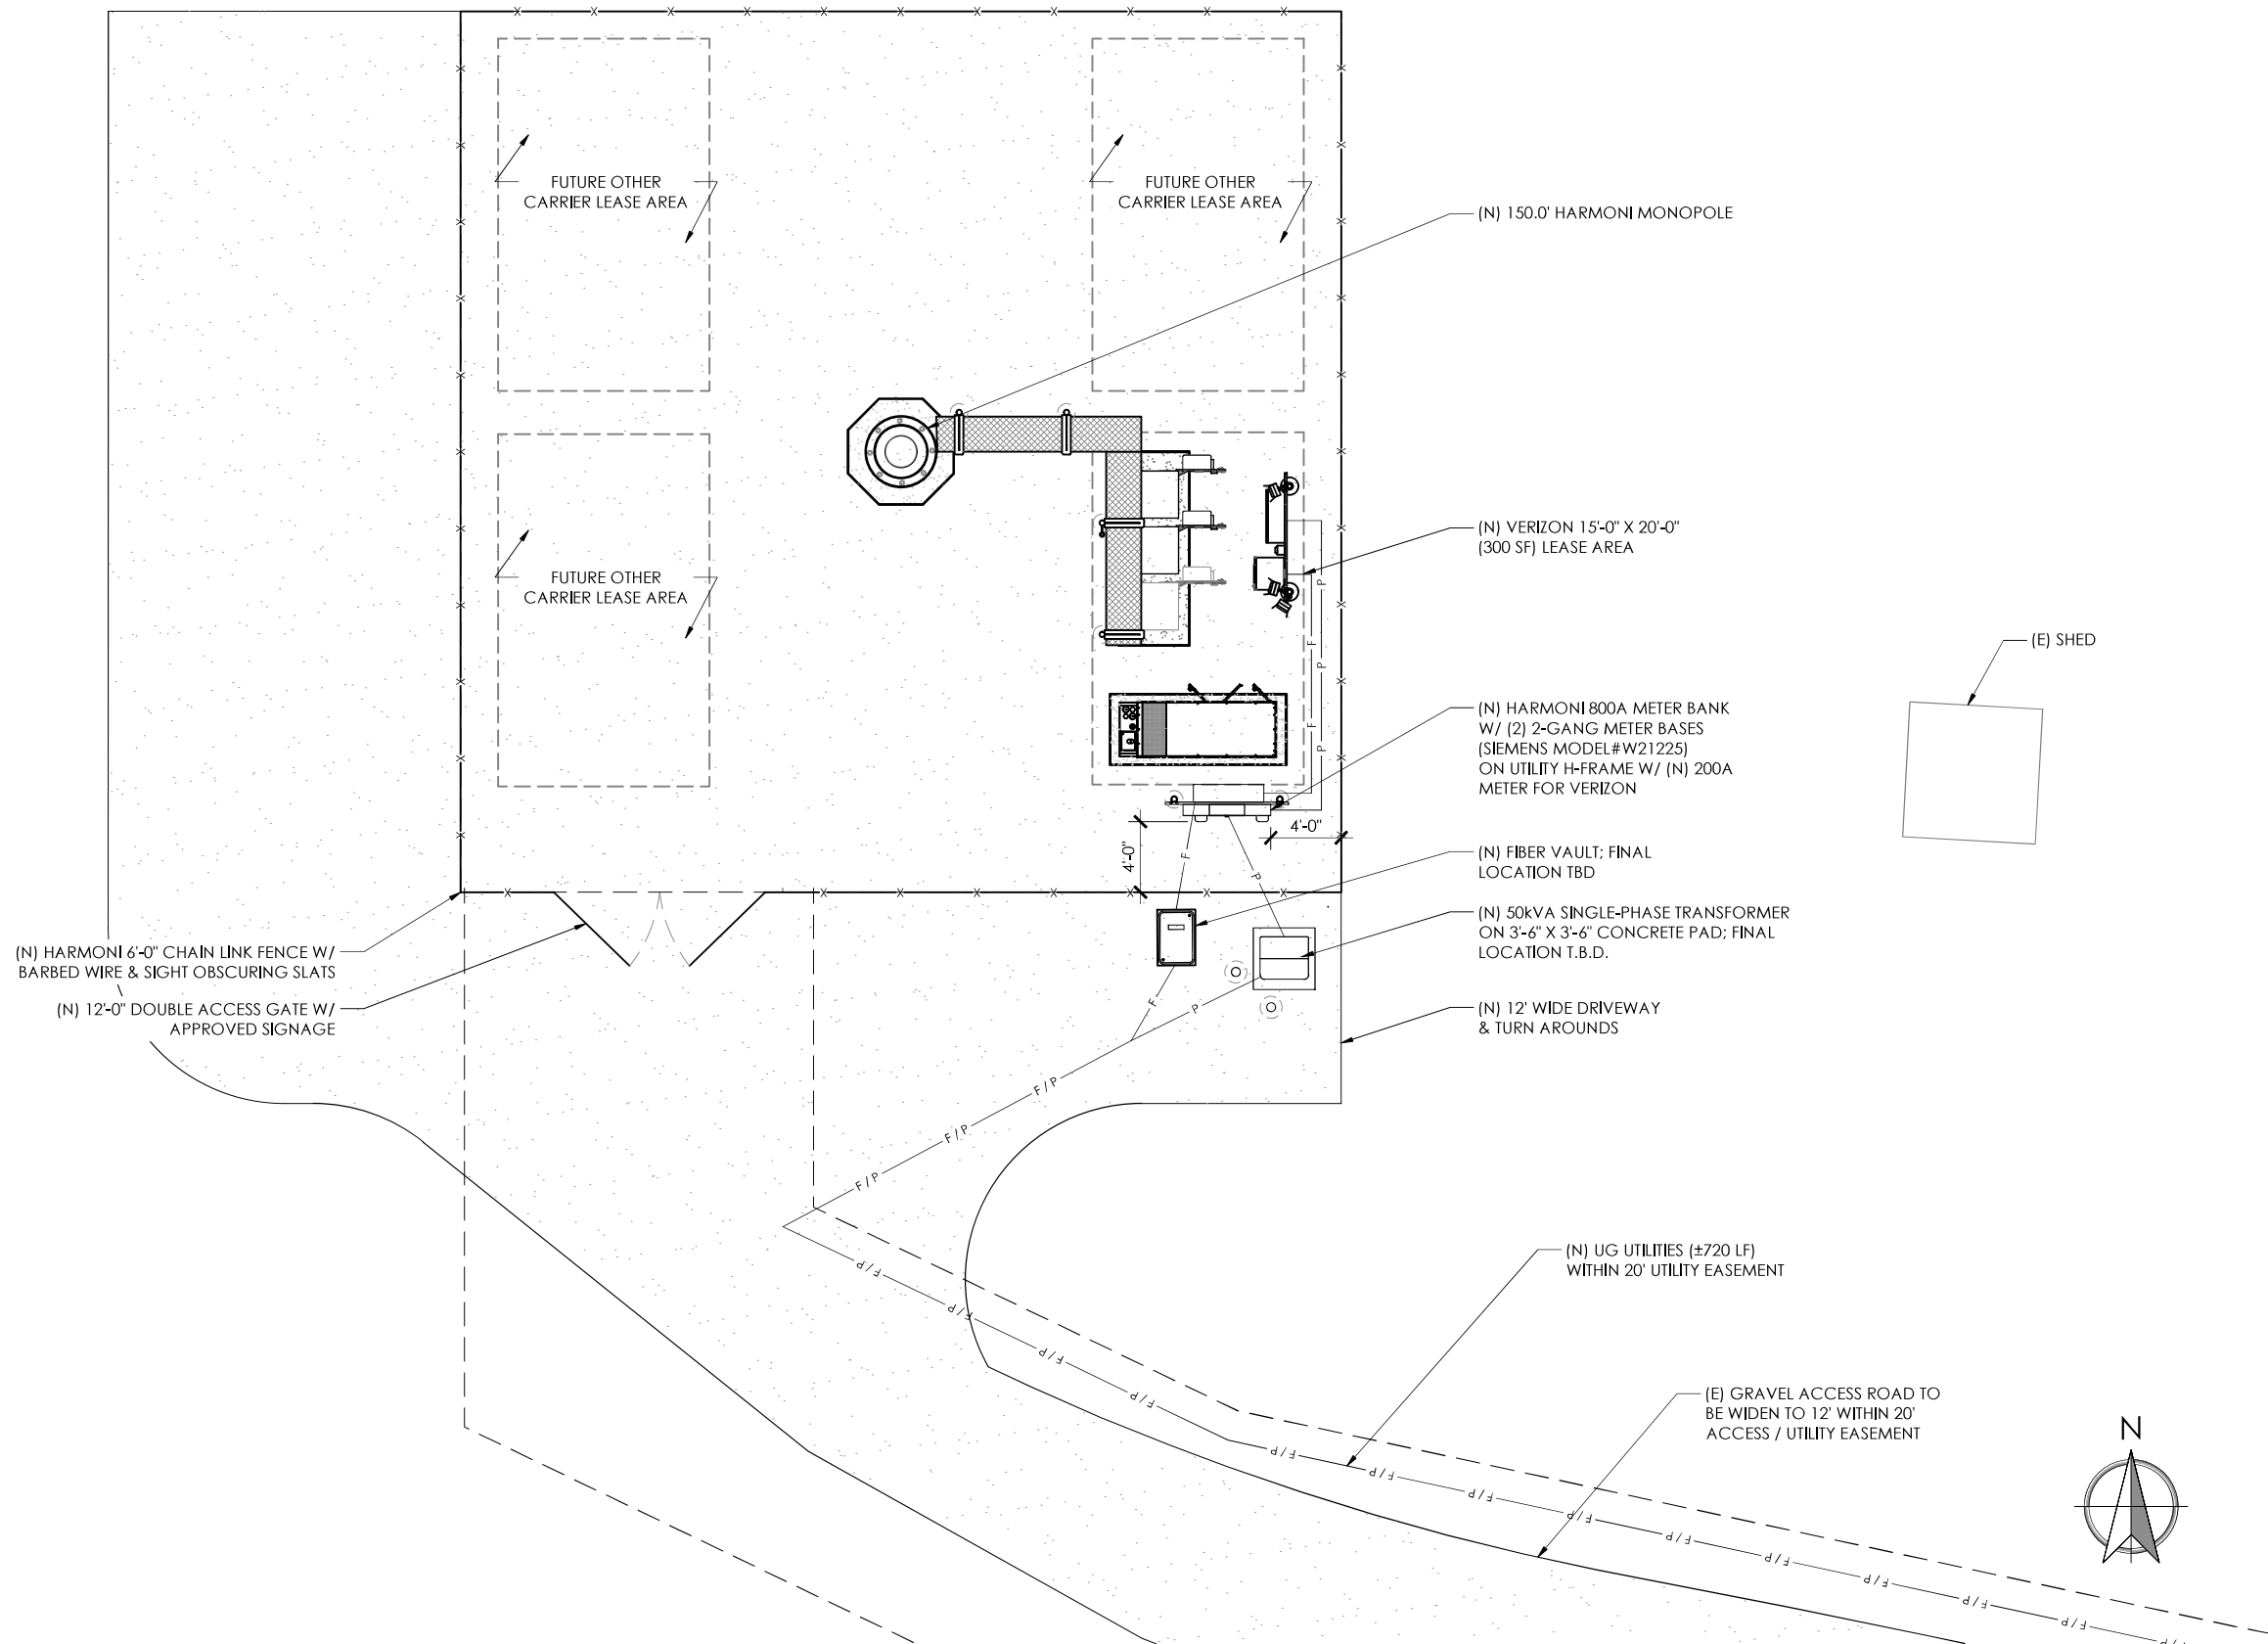 FUTURE OTHER
CARRIER LEASE AREA
FUTURE OTHER
CARRIER LEASE AREA
(N) 150.0' HARMONI MONOPOLE
(N) VERIZON 15'-0" X 20'-0"
(300 SF) LEASE AREA
FUTURE OTHER
CARRIER LEASE AREA
P
F
P
F
P
(E) SHED
(N) HARMONI 800A METER BANK
W/ (2) 2-GANG METER BASES
(SIEMENS MODEL#W21225)
ON UTILITY H-FRAME W/ (N) 200A
METER FOR VERIZON
4'-0"
4'-0"
F
P
(N) FIBER VAULT; FINAL
LOCATION TBD
(N) 50kVA SINGLE-PHASE TRANSFORMER
ON 3'-6" X 3'-6" CONCRETE PAD; FINAL
LOCATION T.B.D.
(N) HARMONI 6'-0" CHAIN LINK FENCE W/
BARBED WIRE & SIGHT OBSCURING SLATS
(N) 12'-0" DOUBLE ACCESS GATE W/
APPROVED SIGNAGE
F
P
(N) 12' WIDE DRIVEWAY
& TURN AROUNDS
F/P
F/P
F/P
F/P
F/P
F/P
F/P
(N) UG UTILITIES (±720 LF)
WITHIN 20' UTILITY EASEMENT
(E) GRAVEL ACCESS ROAD TO
BE WIDEN TO 12' WITHIN 20'
ACCESS / UTILITY EASEMENT
N
F/P
F/P
F/P
F/P
F/P
F/P
F/P
F/P
F/P
F/P